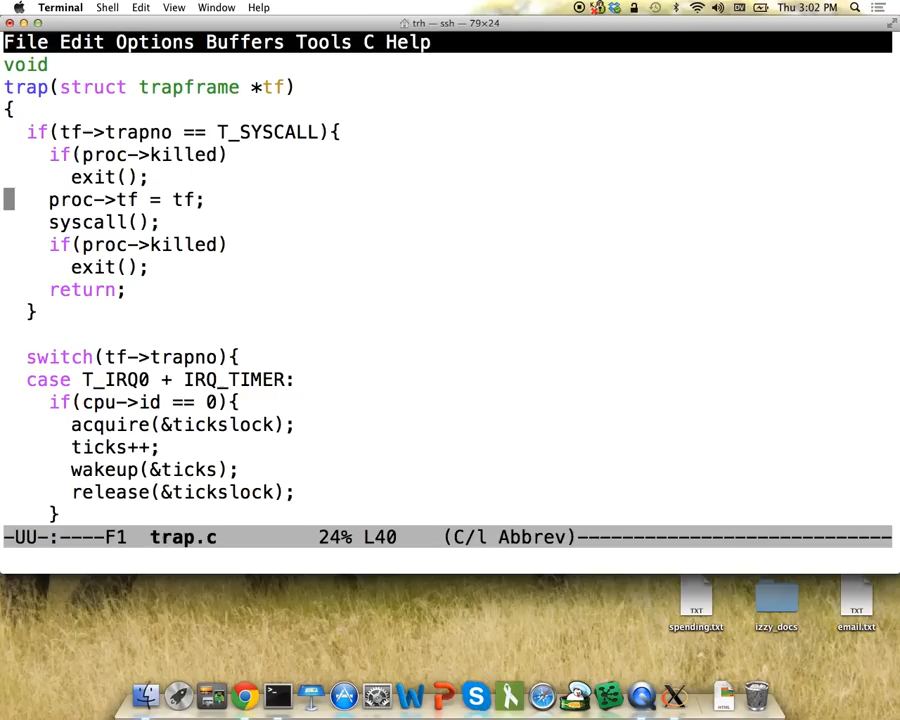 Terminal Shell Edit View Window Help Thu 3:02 PM
trh — ssh — 79×24
File Edit Options Buffers Tools C Help
void
trap(struct trapframe *tf)
{
  if(tf->trapno == T_SYSCALL){
    if(proc->killed)
      exit();
    proc->tf = tf;
    syscall();
    if(proc->killed)
      exit();
    return;
  }

  switch(tf->trapno){
  case T_IRQ0 + IRQ_TIMER:
    if(cpu->id == 0){
      acquire(&tickslock);
      ticks++;
      wakeup(&ticks);
      release(&tickslock);
    }
-UU-:----F1  trap.c         24% L40    (C/l Abbrev)-----------------------------
TXT TXT
spending.txt izzy_docs email.txt
HTML